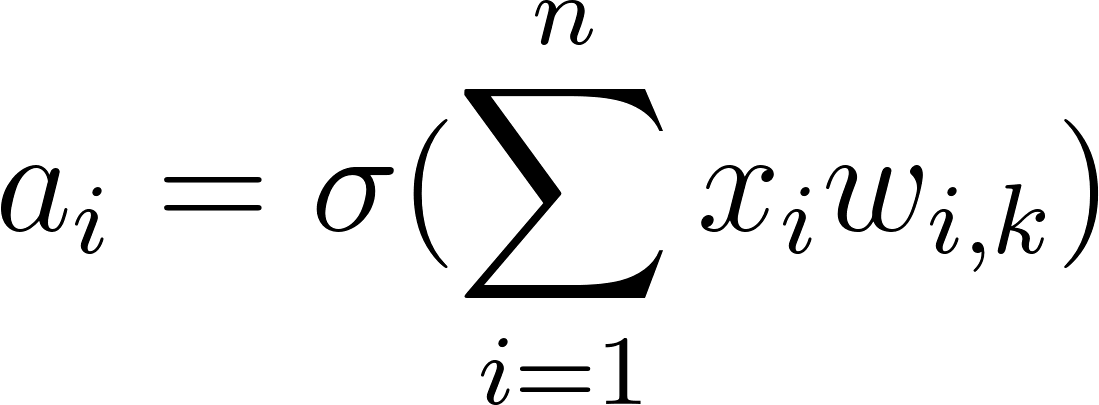 a_i = σ(∑_{i=1}^{n} x_i w_{i,k})